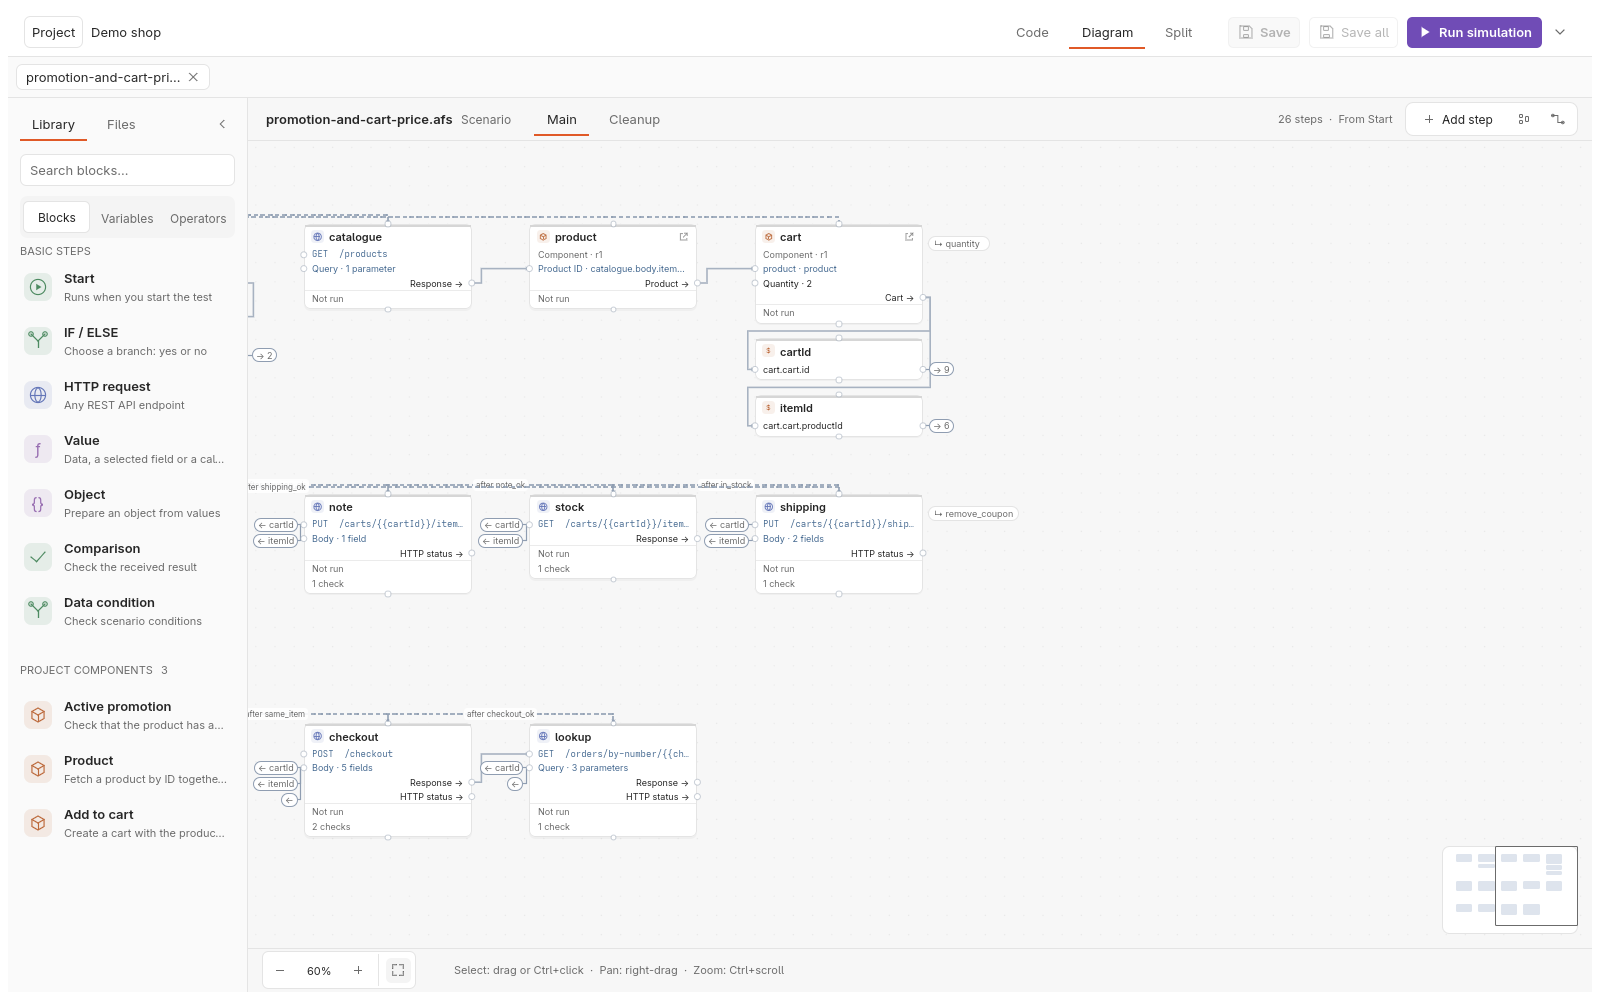 Project
Demo shop
Code
Diagram
Split
Save
Save all
Run simulation
promotion-and-cart-pri...
Library
Files
promotion-and-cart-price.afs
Scenario
Main
Cleanup
26 steps · From Start
Add step
Search blocks...
Blocks
Variables
Operators
BASIC STEPS
Start
Runs when you start the test
IF / ELSE
Choose a branch: yes or no
HTTP request
Any REST API endpoint
Value
Data, a selected field or a cal...
Object
Prepare an object from values
Comparison
Check the received result
Data condition
Check scenario conditions
PROJECT COMPONENTS 3
Active promotion
Check that the product has a...
Product
Fetch a product by ID togethe...
Add to cart
Create a cart with the produc...
catalogue
GET /products
Query · 1 parameter
Response →
Not run
product
Component · r1
Product ID · catalogue.body.item...
Product →
Not run
cart
Component · r1
product · product
Quantity · 2
Cart →
Not run
↳ quantity
→ 2
cartId
cart.cart.id
→ 9
itemId
cart.cart.productId
→ 6
ter shipping_ok
after note_ok
after in_stock
note
← cartId
PUT /carts/{{cartId}}/item...
← itemId
Body · 1 field
HTTP status →
Not run
1 check
stock
← cartId
GET /carts/{{cartId}}/item...
← itemId
Response →
Not run
1 check
shipping
← cartId
PUT /carts/{{cartId}}/ship...
← itemId
Body · 2 fields
HTTP status →
Not run
1 check
↳ remove_coupon
after same_item
after checkout_ok
checkout
POST /checkout
← cartId
Body · 5 fields
← itemId
Response →
←
HTTP status →
Not run
2 checks
lookup
GET /orders/by-number/{{ch...
← cartId
Query · 3 parameters
←
Response →
HTTP status →
Not run
1 check
− 60% +
Select: drag or Ctrl+click · Pan: right-drag · Zoom: Ctrl+scroll